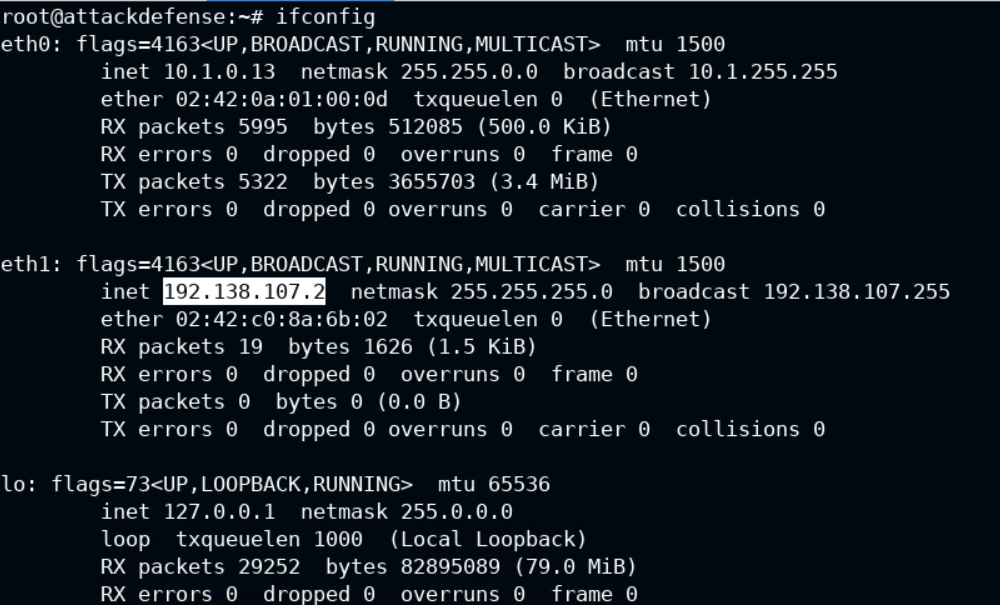 root@attackdefense:~# ifconfig
eth0: flags=4163<UP,BROADCAST,RUNNING,MULTICAST>  mtu 1500
        inet 10.1.0.13  netmask 255.255.0.0  broadcast 10.1.255.255
        ether 02:42:0a:01:00:0d  txqueuelen 0  (Ethernet)
        RX packets 5995  bytes 512085 (500.0 KiB)
        RX errors 0  dropped 0  overruns 0  frame 0
        TX packets 5322  bytes 3655703 (3.4 MiB)
        TX errors 0  dropped 0 overruns 0  carrier 0  collisions 0

eth1: flags=4163<UP,BROADCAST,RUNNING,MULTICAST>  mtu 1500
        inet 192.138.107.2  netmask 255.255.255.0  broadcast 192.138.107.255
        ether 02:42:c0:8a:6b:02  txqueuelen 0  (Ethernet)
        RX packets 19  bytes 1626 (1.5 KiB)
        RX errors 0  dropped 0  overruns 0  frame 0
        TX packets 0  bytes 0 (0.0 B)
        TX errors 0  dropped 0 overruns 0  carrier 0  collisions 0

lo: flags=73<UP,LOOPBACK,RUNNING>  mtu 65536
        inet 127.0.0.1  netmask 255.0.0.0
        loop  txqueuelen 1000  (Local Loopback)
        RX packets 29252  bytes 82895089 (79.0 MiB)
        RX errors 0  dropped 0  overruns 0  frame 0